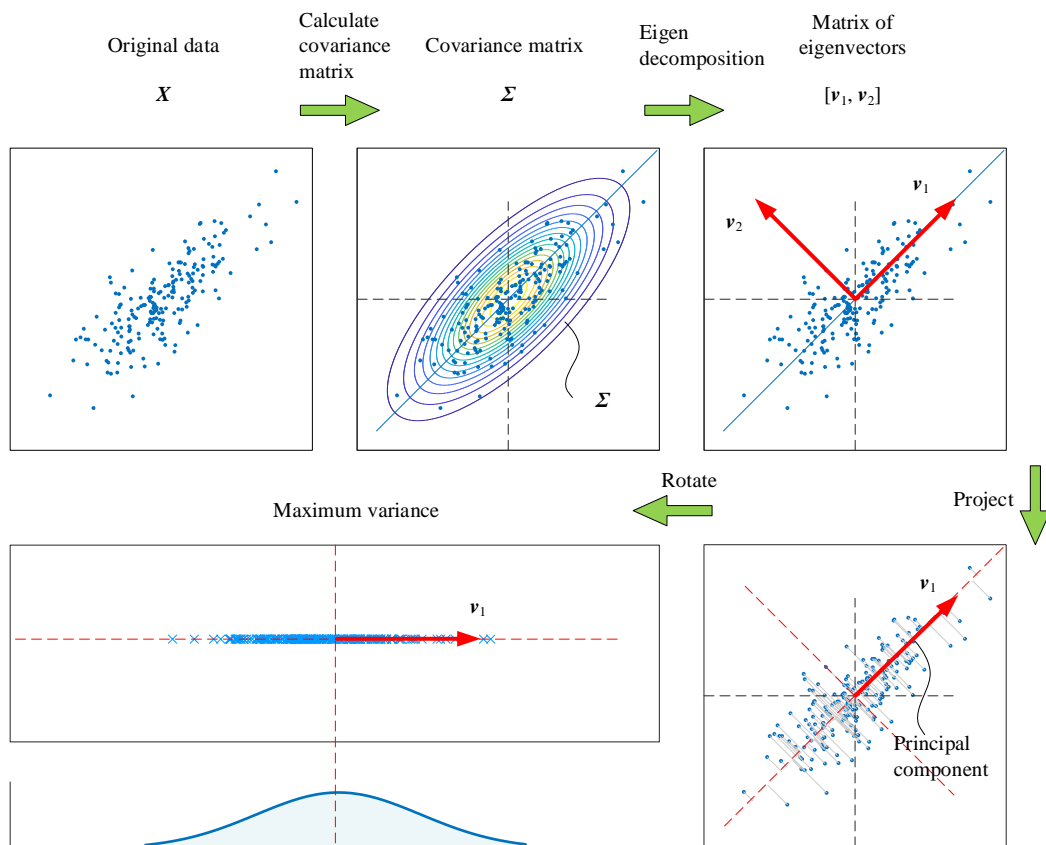 Original data
X
Calculate
covariance
matrix
Covariance matrix
Σ
Eigen
decomposition
Matrix of
eigenvectors
[v₁, v₂]
Σ
v₁
v₂
Project
Rotate
Maximum variance
v₁
v₁
Principal
component